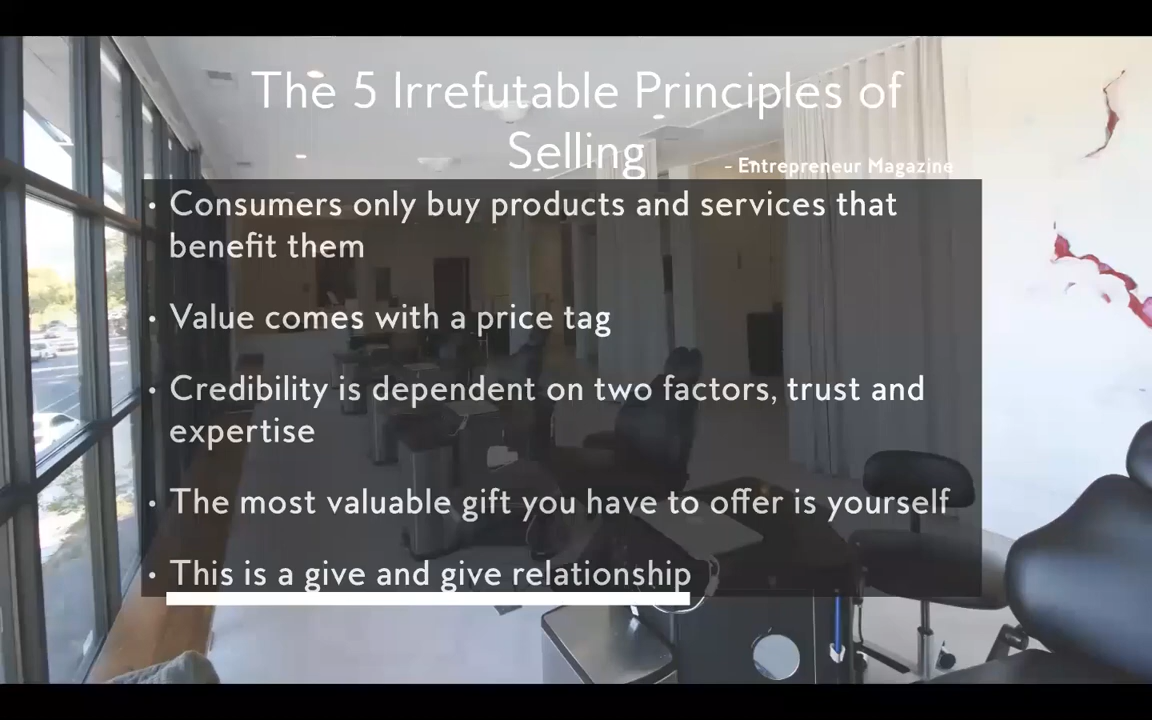 The 5 Irrefutable Principles of
Selling
- Entrepreneur Magazine
• Consumers only buy products and services that
benefit them
• Value comes with a price tag
• Credibility is dependent on two factors, trust and
expertise
• The most valuable gift you have to offer is yourself
• This is a give and give relationship